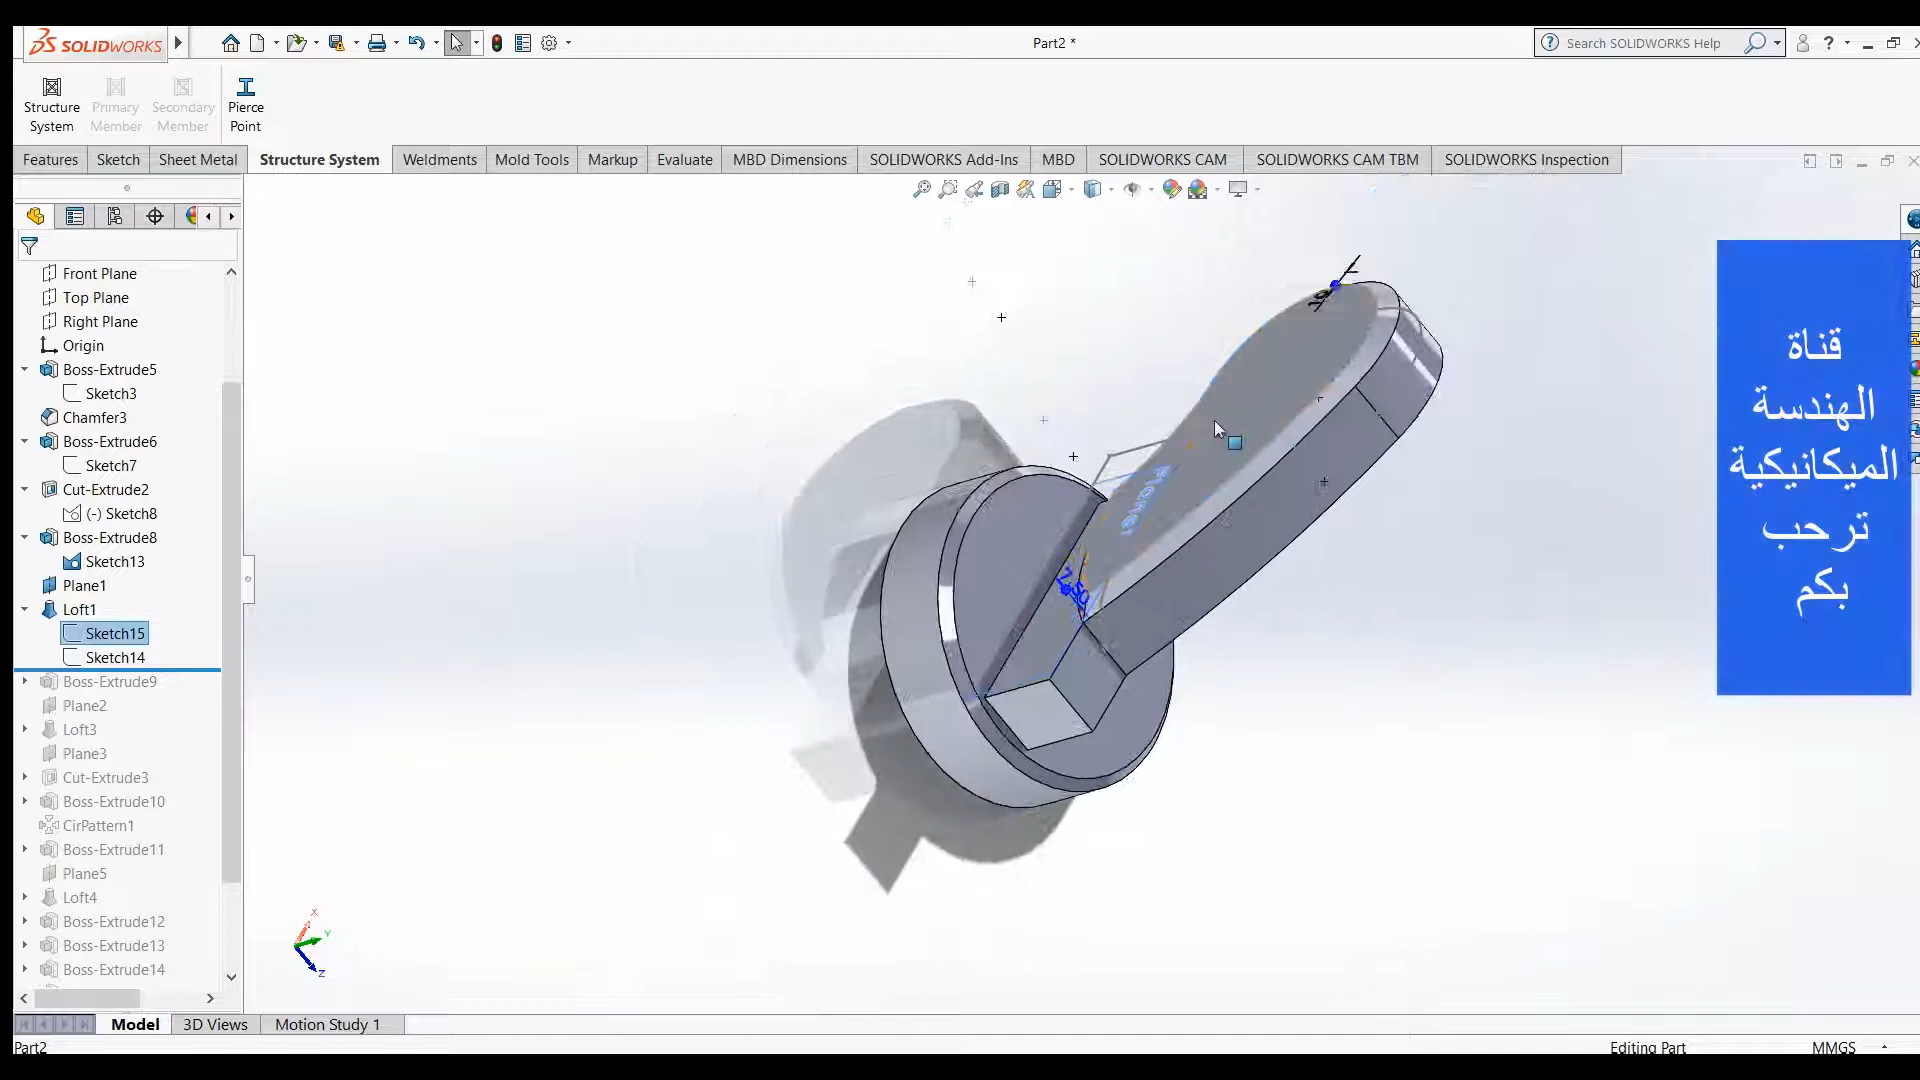 SOLIDWORKS
Part2 *
Search SOLIDWORKS Help
Structure System
Primary Member
Secondary Member
Pierce Point
Features
Sketch
Sheet Metal
Structure System
Weldments
Mold Tools
Markup
Evaluate
MBD Dimensions
SOLIDWORKS Add-Ins
MBD
SOLIDWORKS CAM
SOLIDWORKS CAM TBM
SOLIDWORKS Inspection
Front Plane
Top Plane
Right Plane
Origin
Boss-Extrude5
Sketch3
Chamfer3
Boss-Extrude6
Sketch7
Cut-Extrude2
(-) Sketch8
Boss-Extrude8
Sketch13
Plane1
Loft1
Sketch15
Sketch14
Boss-Extrude9
Plane2
Loft3
Plane3
Cut-Extrude3
Boss-Extrude10
CirPattern1
Boss-Extrude11
Plane5
Loft4
Boss-Extrude12
Boss-Extrude13
Boss-Extrude14
Plane1
X
Y
Z
قناة
الهندسة
الميكانيكية
ترحب
بكم
Model
3D Views
Motion Study 1
Part2
Editing Part
MMGS